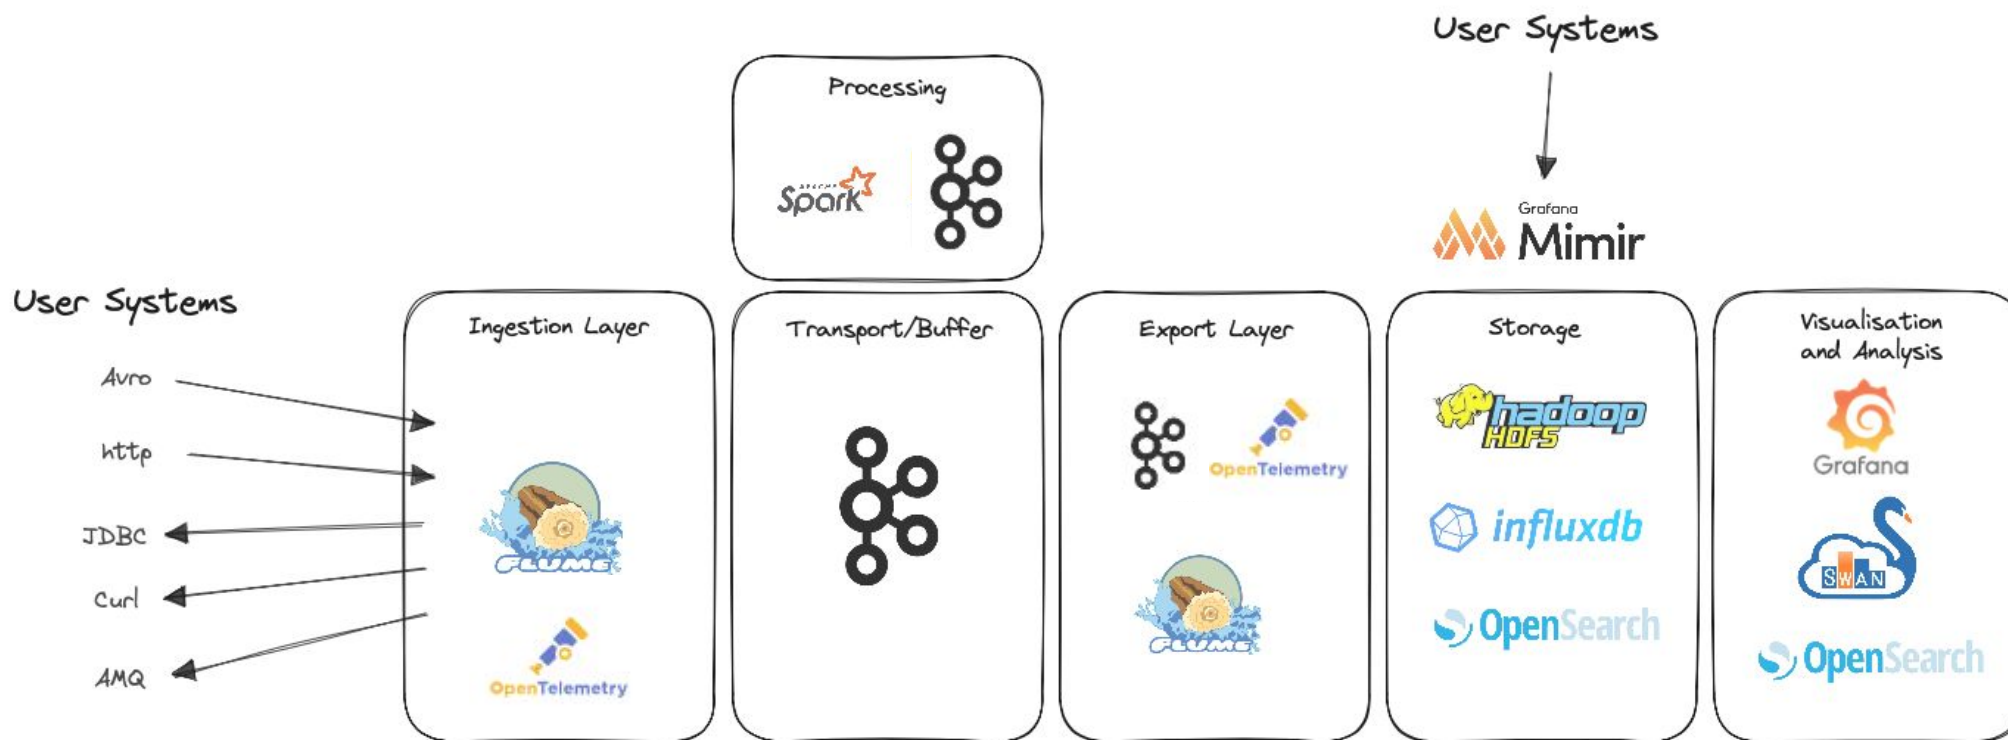 User Systems
Processing
APACHE
Spark
Grafana
Mimir
User Systems
Avro
http
JDBC
Curl
AMQ
Ingestion Layer
FLUME
OpenTelemetry
Transport/Buffer
Export Layer
OpenTelemetry
FLUME
Storage
hadoop
HDFS
influxdb
OpenSearch
Visualisation
and Analysis
Grafana
SWAN
OpenSearch